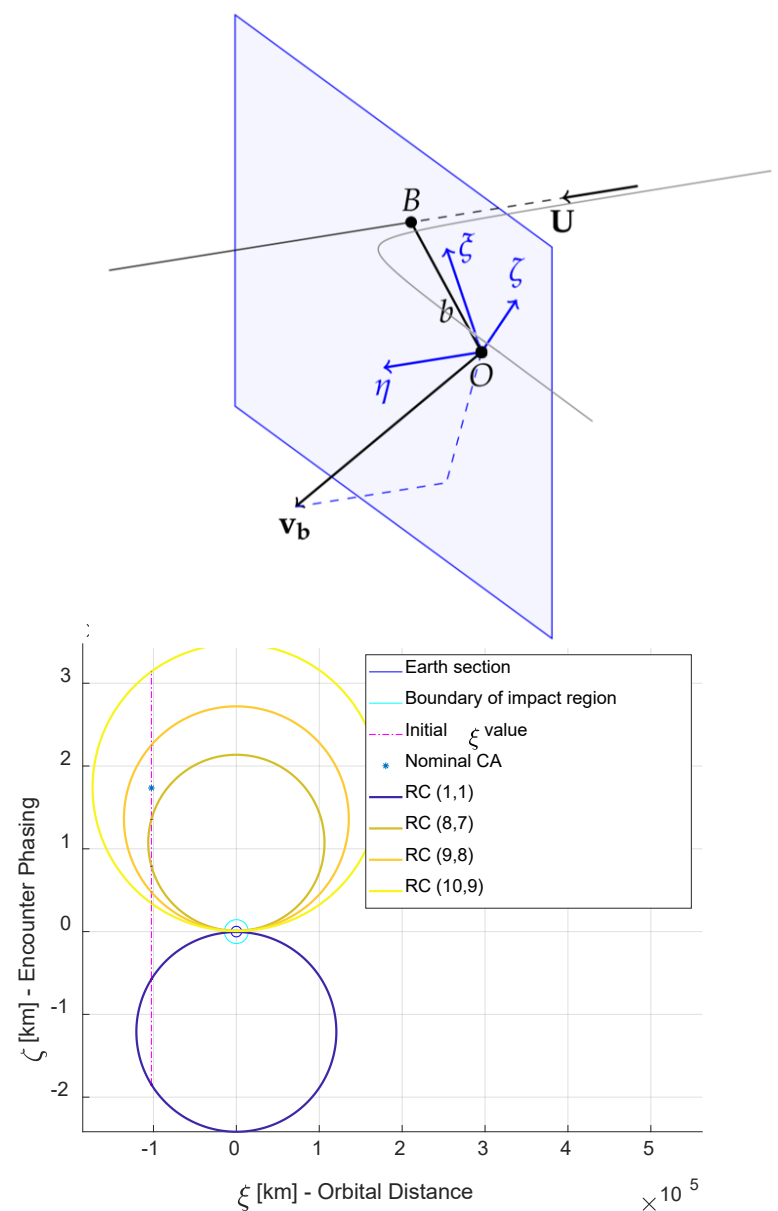 B
U
ξ
ζ
b
O
η
v_b
3
2
1
0
-1
-2
ζ [km] - Encounter Phasing
Earth section
Boundary of impact region
Initial ξ value
Nominal CA
RC (1,1)
RC (8,7)
RC (9,8)
RC (10,9)
-1 0 1 2 3 4 5
ξ [km] - Orbital Distance
×10 5